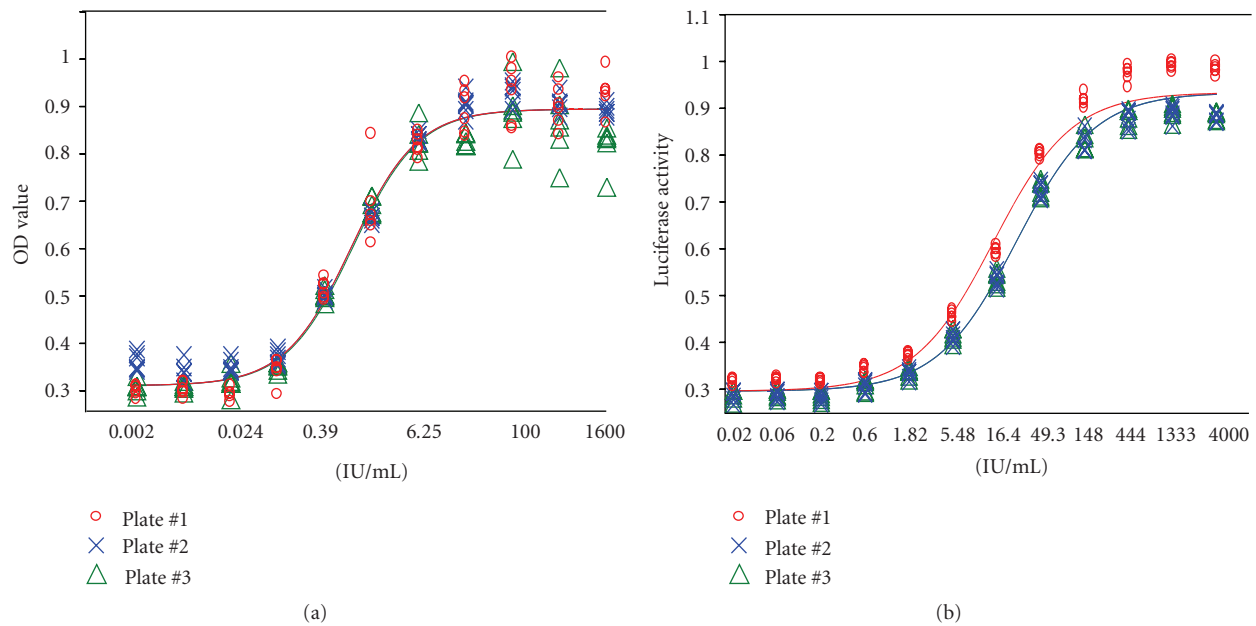 1
0.9
0.8
0.7
0.6
0.5
0.4
0.3
OD value
0.002 0.024 0.39 6.25 100 1600
(IU/mL)
Plate #1
Plate #2
Plate #3
(a)
1.1
1
0.9
0.8
0.7
0.6
0.5
0.4
0.3
Luciferase activity
0.02 0.06 0.2 0.6 1.82 5.48 16.4 49.3 148 444 1333 4000
(IU/mL)
Plate #1
Plate #2
Plate #3
(b)